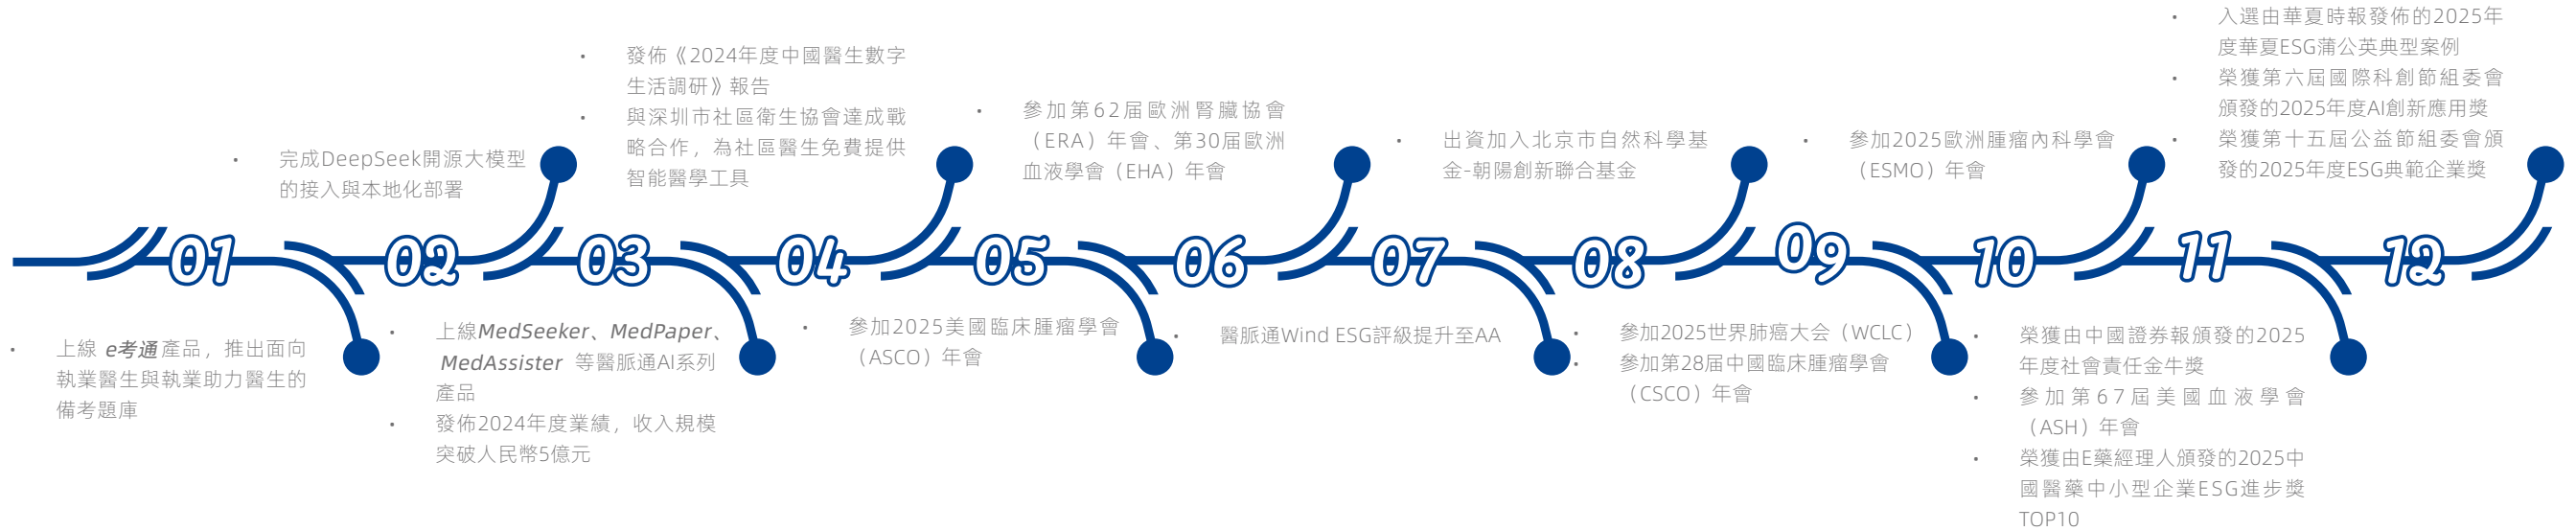 01
上線 e考通產品，推出面向
執業醫生與執業助力醫生的
備考題庫
02
完成DeepSeek開源大模型
的接入與本地化部署
03
上線MedSeeker、MedPaper、
MedAssister 等醫脈通AI系列
產品
發佈2024年度業績，收入規模
突破人民幣5億元
04
發佈《2024年度中國醫生數字
生活調研》報告
與深圳市社區衛生協會達成戰
略合作，為社區醫生免費提供
智能醫學工具
05
參加2025美國臨床腫瘤學會
（ASCO）年會
06
參加第62屆歐洲腎臟協會
（ERA）年會、第30届歐洲
血液學會（EHA）年會
07
醫脈通Wind ESG評級提升至AA
08
出資加入北京市自然科學基
金-朝陽創新聯合基金
09
參加2025世界肺癌大会（WCLC）
參加第28届中國臨床腫瘤學會
（CSCO）年會
10
參加2025歐洲腫瘤內科學會
（ESMO）年會
11
榮獲由中國證券報頒發的2025
年度社會責任金牛獎
參加第67屆美國血液學會
（ASH）年會
榮獲由E藥經理人頒發的2025中
國醫藥中小型企業ESG進步獎
TOP10
12
入選由華夏時報發佈的2025年
度華夏ESG蒲公英典型案例
榮獲第六屆國際科創節組委會
頒發的2025年度AI創新應用獎
榮獲第十五屆公益節組委會頒
發的2025年度ESG典範企業獎